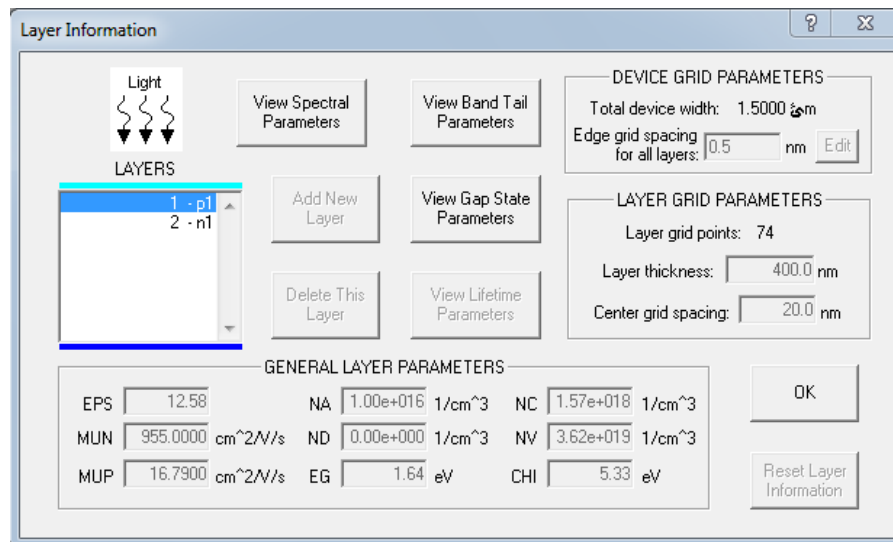 Layer Information
Light
LAYERS
1 - p1
2 - n1
View Spectral
Parameters
View Band Tail
Parameters
Add New
Layer
View Gap State
Parameters
Delete This
Layer
View Lifetime
Parameters
DEVICE GRID PARAMETERS
Total device width: 1.5000
Edge grid spacing
for all layers: 0.5 nm Edit
LAYER GRID PARAMETERS
Layer grid points: 74
Layer thickness: 400.0 nm
Center grid spacing: 20.0 nm
GENERAL LAYER PARAMETERS
EPS 12.58 NA 1.00e+016 1/cm^3 NC 1.57e+018 1/cm^3
MUN 955.0000 cm^2/V/s ND 0.00e+000 1/cm^3 NV 3.62e+019 1/cm^3
MUP 16.7900 cm^2/V/s EG 1.64 eV CHI 5.33 eV
OK
Reset Layer
Information